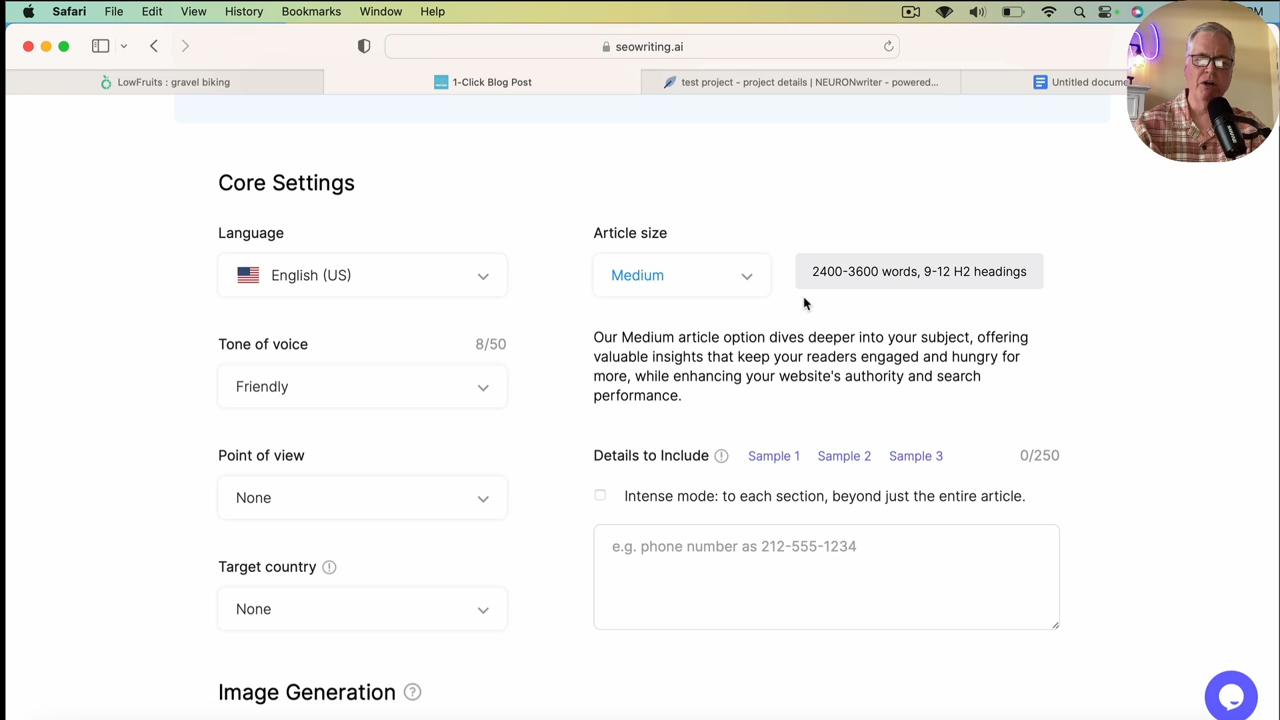 Safari File Edit View History Bookmarks Window Help
PM
seowriting.ai
LowFruits : gravel biking
1-Click Blog Post
test project - project details | NEURONwriter - powered...
Untitled docume
Core Settings
Language
Article size
English (US)
Medium
2400-3600 words, 9-12 H2 headings
Our Medium article option dives deeper into your subject, offering
valuable insights that keep your readers engaged and hungry for
more, while enhancing your website's authority and search
performance.
Tone of voice
8/50
Friendly
Point of view
Details to Include
Sample 1
Sample 2
Sample 3
0/250
None
Intense mode: to each section, beyond just the entire article.
e.g. phone number as 212-555-1234
Target country
None
Image Generation